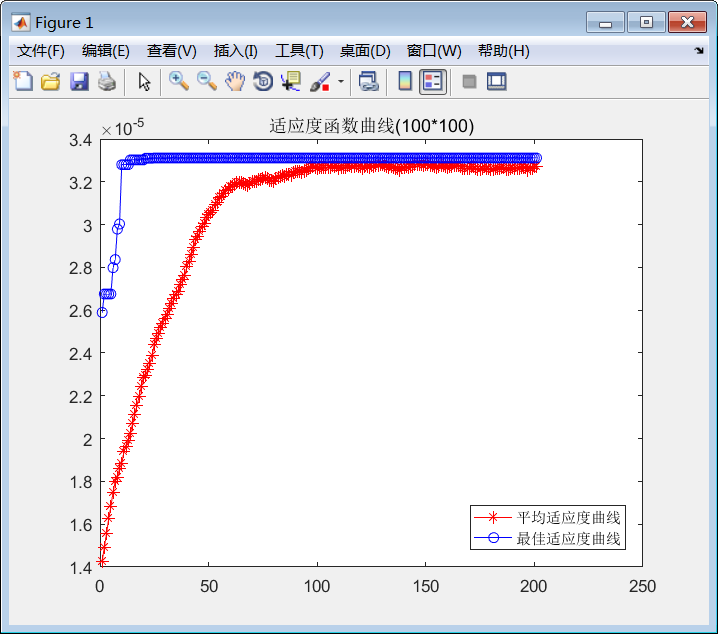 Figure 1
文件(F) 编辑(E) 查看(V) 插入(I) 工具(T) 桌面(D) 窗口(W) 帮助(H)
×10-5
适应度函数曲线(100*100)
3.4
3.2
3
2.8
2.6
2.4
2.2
2
1.8
1.6
1.4
0 50 100 150 200 250
平均适应度曲线
最佳适应度曲线